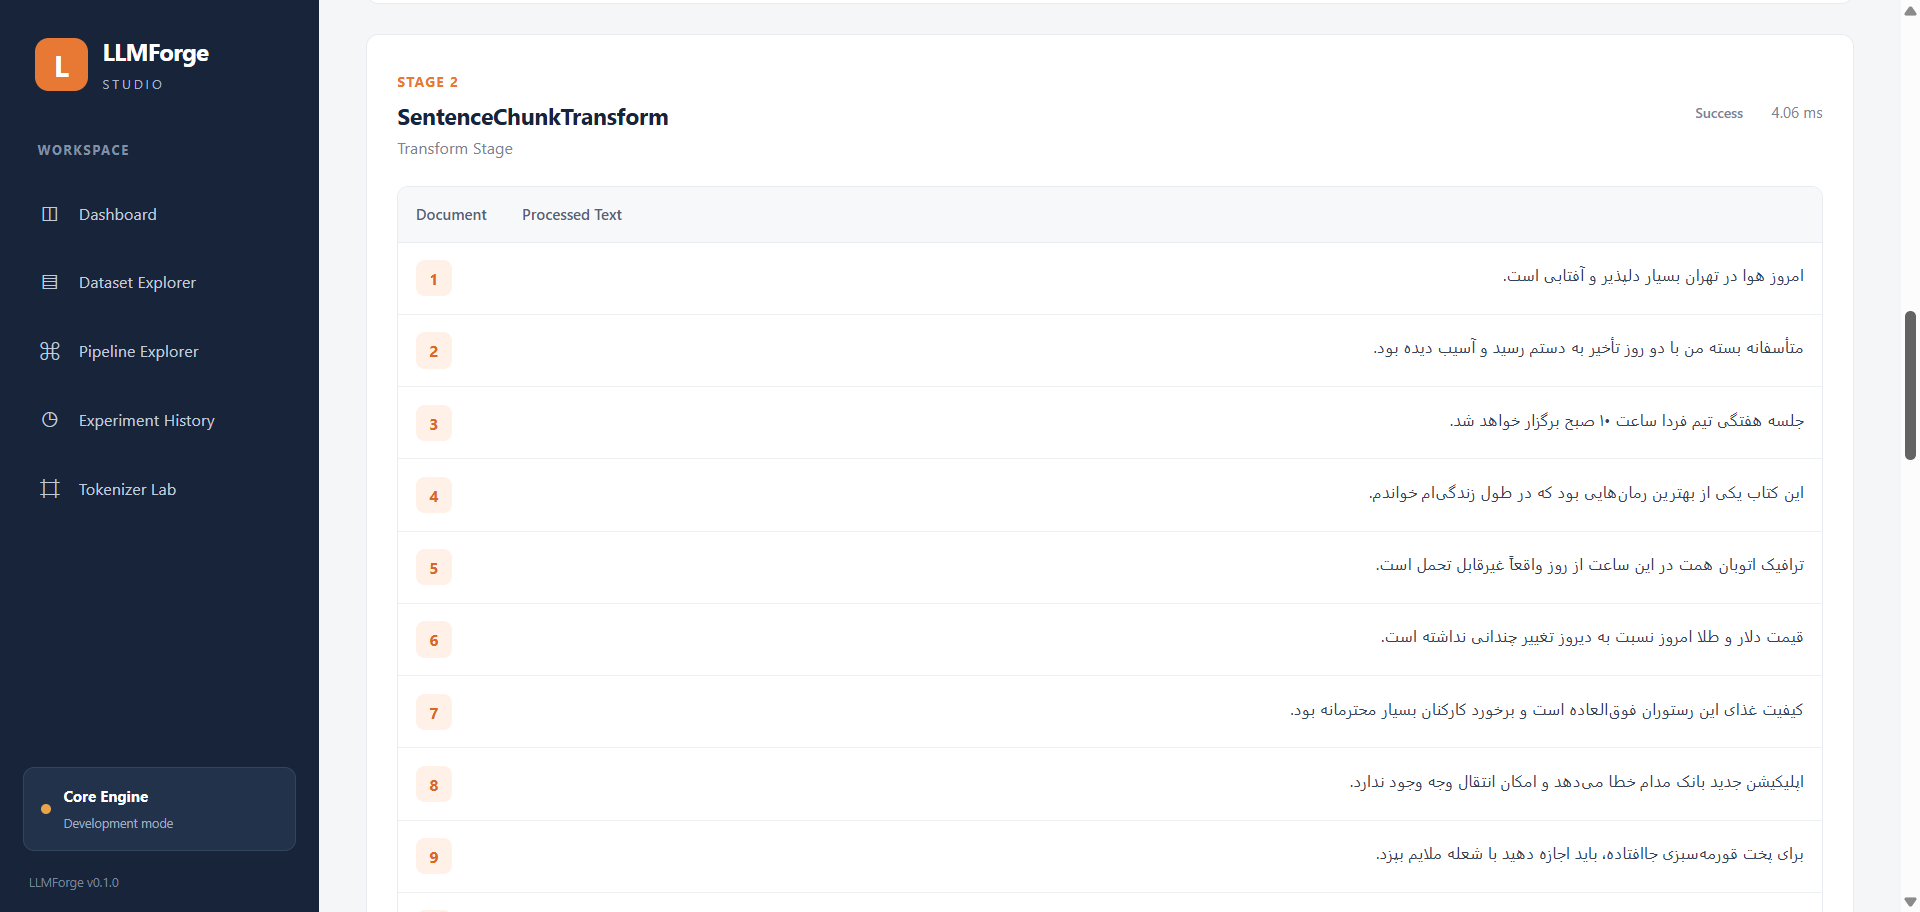 L
LLMForge
STUDIO
WORKSPACE
Dashboard
Dataset Explorer
Pipeline Explorer
Experiment History
Tokenizer Lab
Core Engine
Development mode
LLMForge v0.1.0
STAGE 2
SentenceChunkTransform
Success 4.06 ms
Transform Stage
Document Processed Text
1 امروز هوا در تهران بسیار دلپذیر و آفتابی است.
2 متأسفانه بسته من با دو روز تأخیر به دستم رسید و آسیب دیده بود.
3 جلسه هفتگی تیم فردا ساعت ۱۰ صبح برگزار خواهد شد.
4 این کتاب یکی از بهترین رمان‌هایی بود که در طول زندگی‌ام خواندم.
5 ترافیک اتوبان همت در این ساعت از روز واقعاً غیرقابل تحمل است.
6 قیمت دلار و طلا امروز نسبت به دیروز تغییر چندانی نداشته است.
7 کیفیت غذای این رستوران فوق‌العاده است و برخورد کارکنان بسیار محترمانه بود.
8 اپلیکیشن جدید بانک مدام خطا می‌دهد و امکان انتقال وجه وجود ندارد.
9 برای پخت قورمه‌سبزی جاافتاده، باید اجازه دهید با شعله ملایم بپزد.